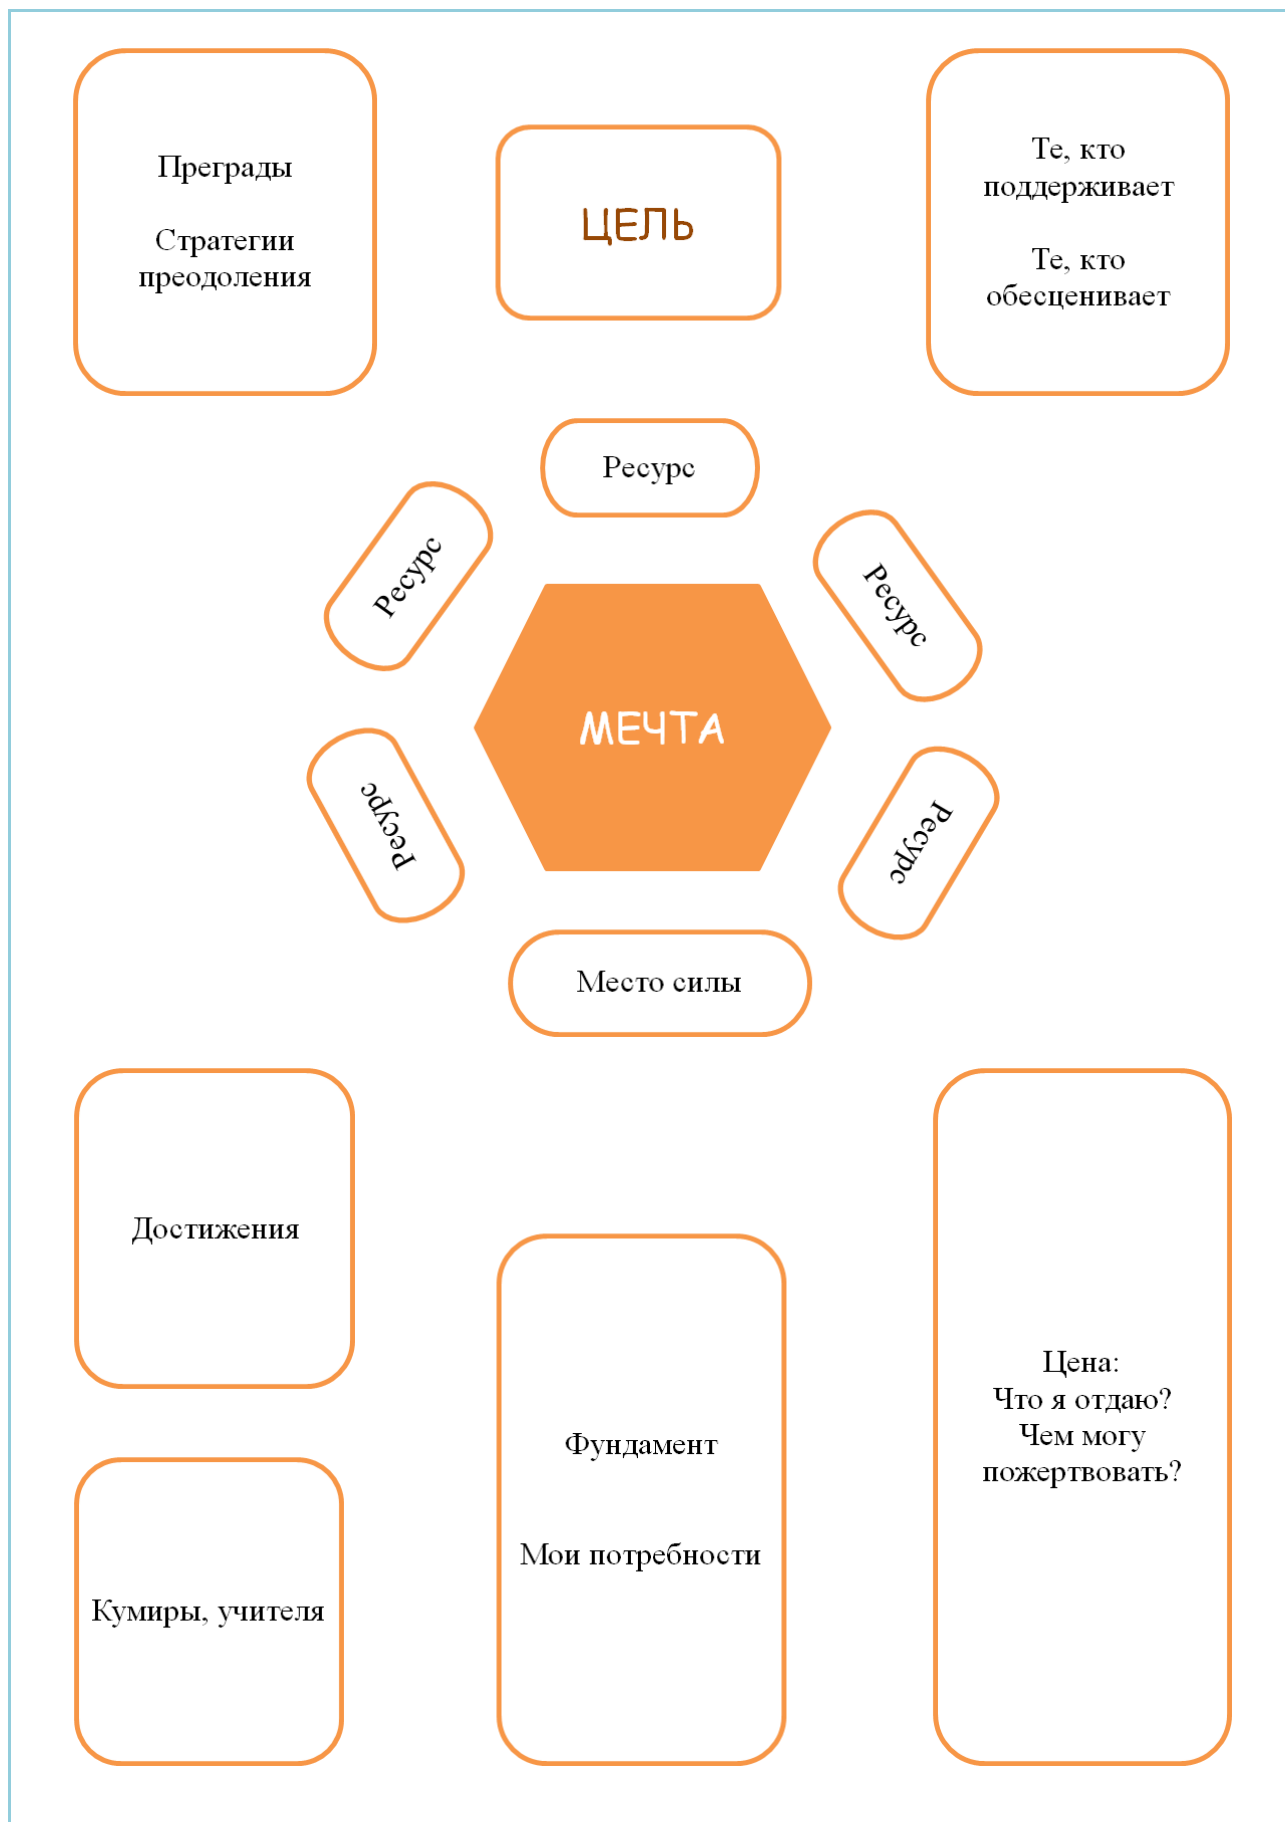 Преграды
Стратегии
преодоления
ЦЕЛЬ
Те, кто
поддерживает
Те, кто
обесценивает
Ресурс
Ресурс
Ресурс
МЕЧТА
Ресурс
Ресурс
Место силы
Достижения
Кумиры, учителя
Фундамент
Мои потребности
Цена:
Что я отдаю?
Чем могу
пожертвовать?